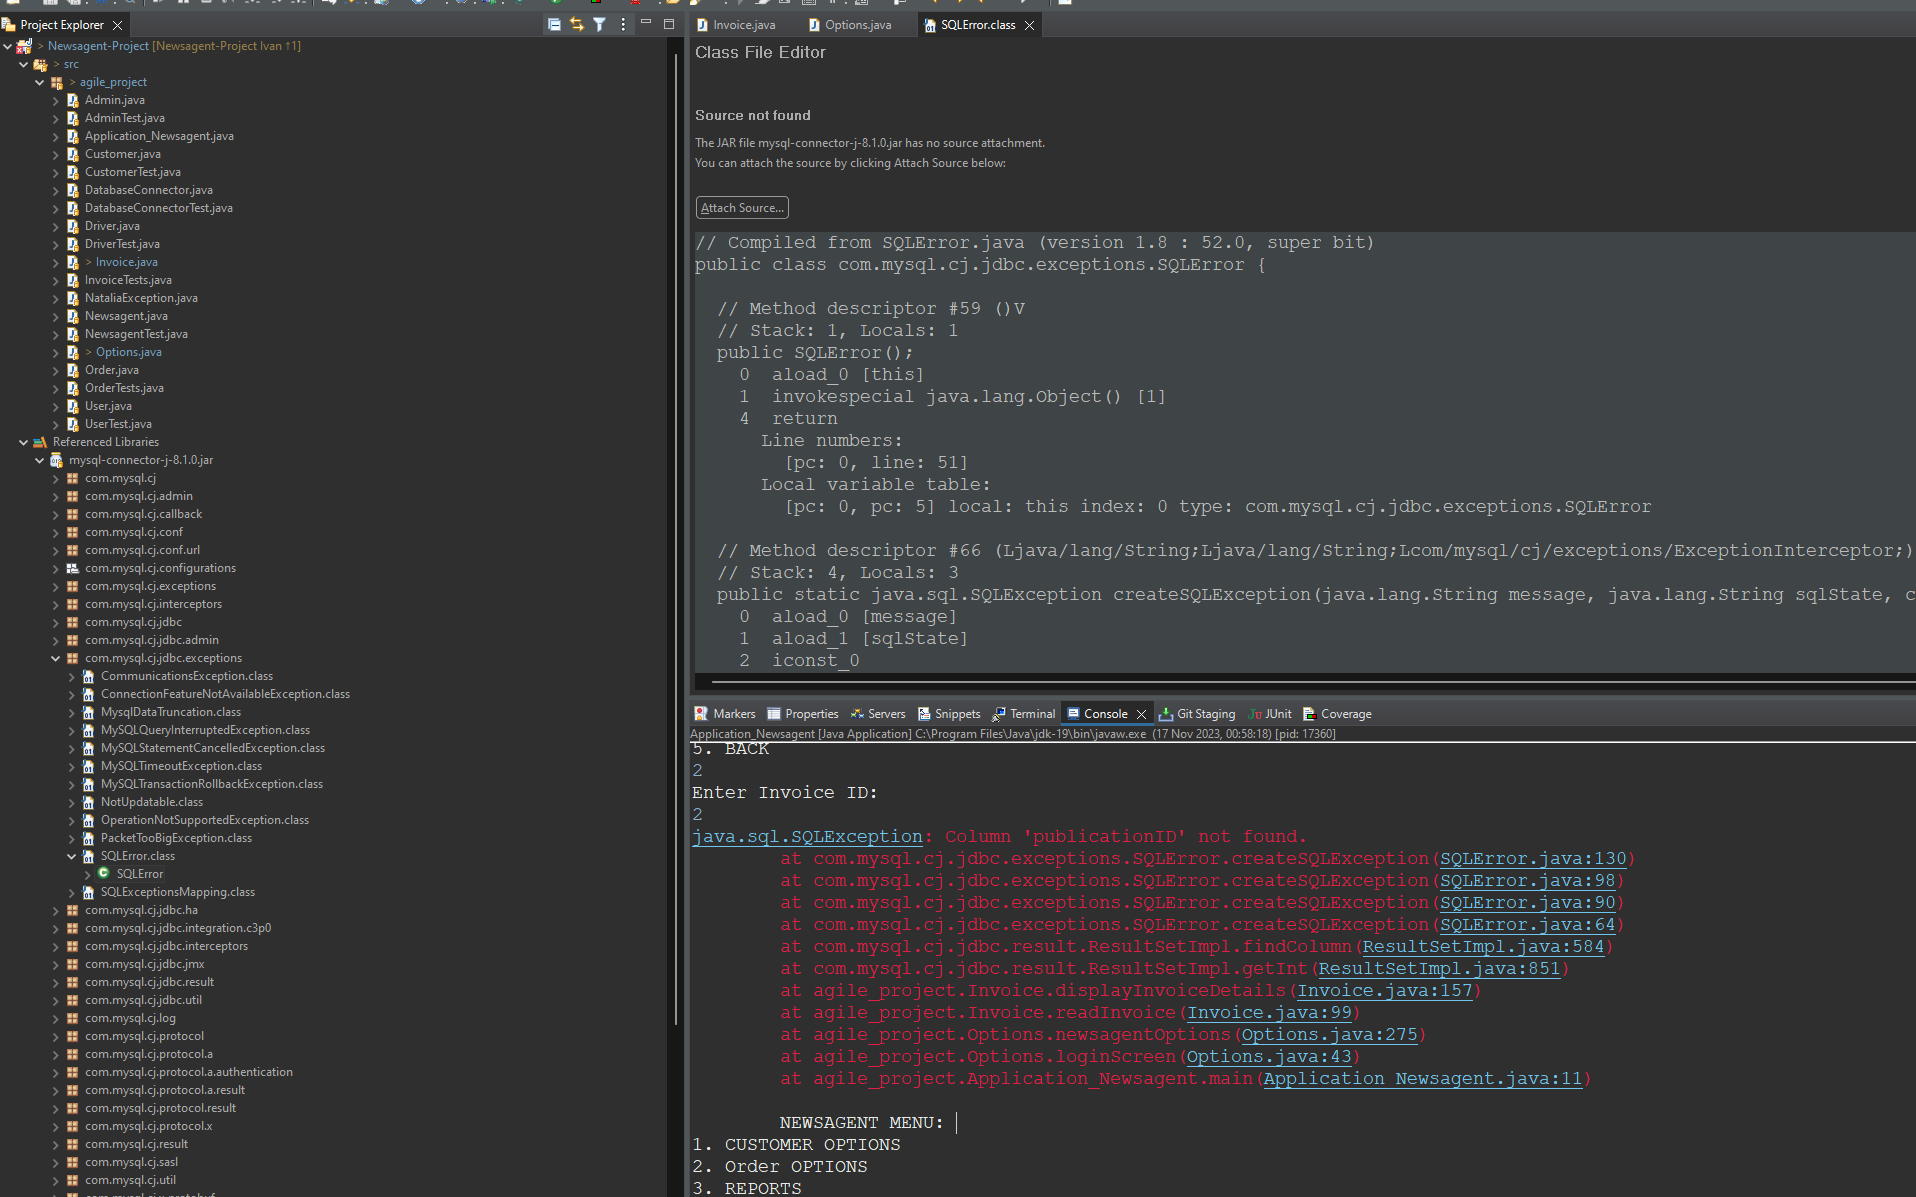 Project Explorer
> Newsagent-Project [Newsagent-Project Ivan ↑1]
> src
> agile_project
Admin.java
AdminTest.java
Application_Newsagent.java
Customer.java
CustomerTest.java
DatabaseConnector.java
DatabaseConnectorTest.java
Driver.java
DriverTest.java
> Invoice.java
InvoiceTests.java
NataliaException.java
Newsagent.java
NewsagentTest.java
> Options.java
Order.java
OrderTests.java
User.java
UserTest.java
Referenced Libraries
mysql-connector-j-8.1.0.jar
com.mysql.cj
com.mysql.cj.admin
com.mysql.cj.callback
com.mysql.cj.conf
com.mysql.cj.conf.url
com.mysql.cj.configurations
com.mysql.cj.exceptions
com.mysql.cj.interceptors
com.mysql.cj.jdbc
com.mysql.cj.jdbc.admin
com.mysql.cj.jdbc.exceptions
CommunicationsException.class
ConnectionFeatureNotAvailableException.class
MysqlDataTruncation.class
MySQLQueryInterruptedException.class
MySQLStatementCancelledException.class
MySQLTimeoutException.class
MySQLTransactionRollbackException.class
NotUpdatable.class
OperationNotSupportedException.class
PacketTooBigException.class
SQLError.class
SQLError
SQLExceptionsMapping.class
com.mysql.cj.jdbc.ha
com.mysql.cj.jdbc.integration.c3p0
com.mysql.cj.jdbc.interceptors
com.mysql.cj.jdbc.jmx
com.mysql.cj.jdbc.result
com.mysql.cj.jdbc.util
com.mysql.cj.log
com.mysql.cj.protocol
com.mysql.cj.protocol.a
com.mysql.cj.protocol.a.authentication
com.mysql.cj.protocol.a.result
com.mysql.cj.protocol.result
com.mysql.cj.protocol.x
com.mysql.cj.result
com.mysql.cj.sasl
com.mysql.cj.util
Invoice.java Options.java SQLError.class
Class File Editor
Source not found
The JAR file mysql-connector-j-8.1.0.jar has no source attachment.
You can attach the source by clicking Attach Source below:
Attach Source...
// Compiled from SQLError.java (version 1.8 : 52.0, super bit)
public class com.mysql.cj.jdbc.exceptions.SQLError {
// Method descriptor #59 ()V
// Stack: 1, Locals: 1
public SQLError();
0 aload_0 [this]
1 invokespecial java.lang.Object() [1]
4 return
Line numbers:
[pc: 0, line: 51]
Local variable table:
[pc: 0, pc: 5] local: this index: 0 type: com.mysql.cj.jdbc.exceptions.SQLError
// Method descriptor #66 (Ljava/lang/String;Ljava/lang/String;Lcom/mysql/cj/exceptions/ExceptionInterceptor;)
// Stack: 4, Locals: 3
public static java.sql.SQLException createSQLException(java.lang.String message, java.lang.String sqlState, c
0 aload_0 [message]
1 aload_1 [sqlState]
2 iconst_0
Markers Properties Servers Snippets Terminal Console Git Staging Ju JUnit Coverage
Application_Newsagent [Java Application] C:\Program Files\Java\jdk-19\bin\javaw.exe (17 Nov 2023, 00:58:18) [pid: 17360]
5. BACK
2
Enter Invoice ID:
2
java.sql.SQLException: Column 'publicationID' not found.
at com.mysql.cj.jdbc.exceptions.SQLError.createSQLException(SQLError.java:130)
at com.mysql.cj.jdbc.exceptions.SQLError.createSQLException(SQLError.java:98)
at com.mysql.cj.jdbc.exceptions.SQLError.createSQLException(SQLError.java:90)
at com.mysql.cj.jdbc.exceptions.SQLError.createSQLException(SQLError.java:64)
at com.mysql.cj.jdbc.result.ResultSetImpl.findColumn(ResultSetImpl.java:584)
at com.mysql.cj.jdbc.result.ResultSetImpl.getInt(ResultSetImpl.java:851)
at agile_project.Invoice.displayInvoiceDetails(Invoice.java:157)
at agile_project.Invoice.readInvoice(Invoice.java:99)
at agile_project.Options.newsagentOptions(Options.java:275)
at agile_project.Options.loginScreen(Options.java:43)
at agile_project.Application_Newsagent.main(Application_Newsagent.java:11)
NEWSAGENT MENU:
1. CUSTOMER OPTIONS
2. Order OPTIONS
3. REPORTS